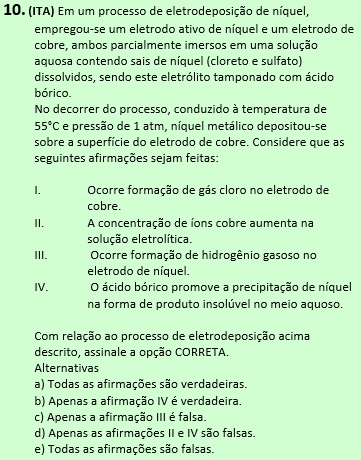 10. (ITA) Em um processo de eletrodeposição de níquel,
empregou-se um eletrodo ativo de níquel e um eletrodo de
cobre, ambos parcialmente imersos em uma solução
aquosa contendo sais de níquel (cloreto e sulfato)
dissolvidos, sendo este eletrólito tamponado com ácido
bórico.
No decorrer do processo, conduzido à temperatura de
55°C e pressão de 1 atm, níquel metálico depositou-se
sobre a superfície do eletrodo de cobre. Considere que as
seguintes afirmações sejam feitas:
I. Ocorre formação de gás cloro no eletrodo de
cobre.
II. A concentração de íons cobre aumenta na
solução eletrolítica.
III. Ocorre formação de hidrogênio gasoso no
eletrodo de níquel.
IV. O ácido bórico promove a precipitação de níquel
na forma de produto insolúvel no meio aquoso.
Com relação ao processo de eletrodeposição acima
descrito, assinale a opção CORRETA.
Alternativas
a) Todas as afirmações são verdadeiras.
b) Apenas a afirmação IV é verdadeira.
c) Apenas a afirmação III é falsa.
d) Apenas as afirmações II e IV são falsas.
e) Todas as afirmações são falsas.